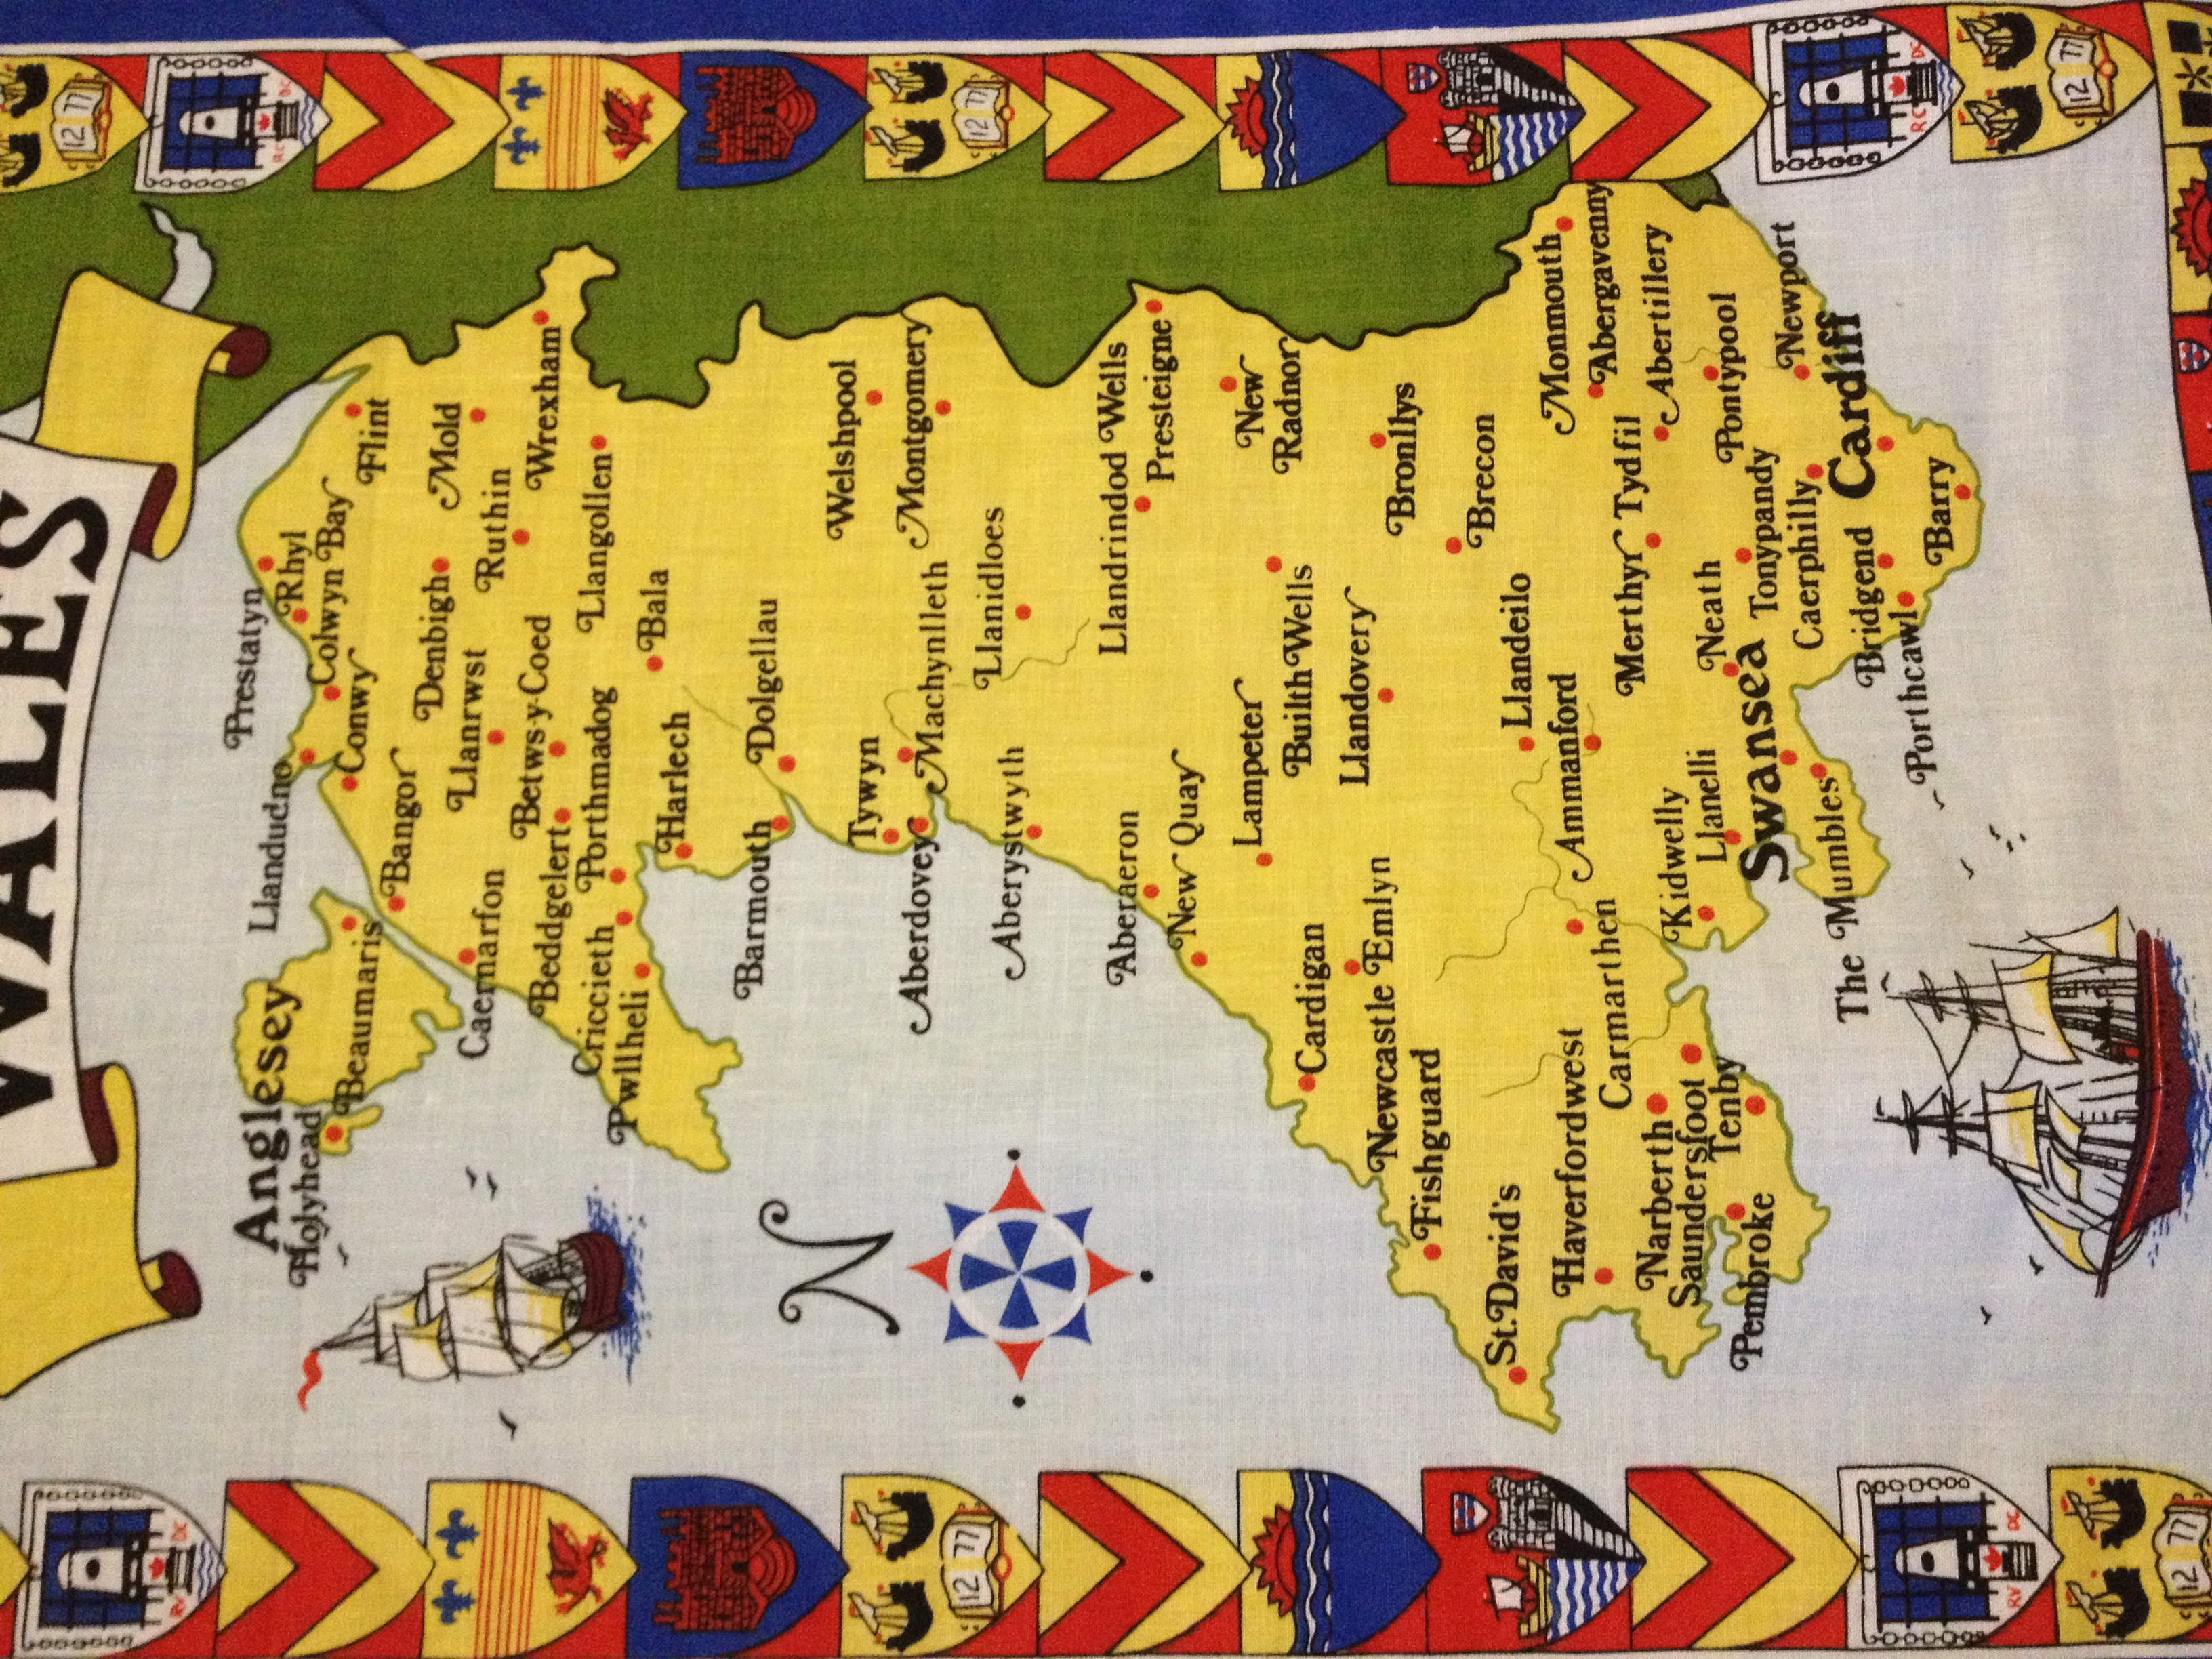 WALES
Anglesey
Holyhead
Beaumaris
Llandudno
Prestatyn
Rhyl
Colwyn Bay
Conwy
Flint
Bangor
Denbigh
Mold
Caernarfon
Llanrwst
Ruthin
Betws-y-Coed
Wrexham
Beddgelert
Criccieth
Porthmadog
Llangollen
Pwllheli
Harlech
Bala
Barmouth
Dolgellau
N
Welshpool
Tywyn
Aberdovey
Machynlleth
Montgomery
Llanidloes
Aberystwyth
Aberaeron
Llandrindod Wells
Presteigne
New Quay
Lampeter
New
Radnor
Builth Wells
Cardigan
Llandovery
Newcastle Emlyn
Bronllys
Fishguard
Brecon
St. David's
Llandeilo
Monmouth
Haverfordwest
Ammanford
Abergavenny
Carmarthen
Merthyr Tydfil
Abertillery
Narberth
Kidwelly
Saundersfoot
Llanelli
Neath
Tenby
Pontypool
Pembroke
Swansea
Tonypandy
Newport
Caerphilly
The Mumbles
Cardiff
Bridgend
Porthcawl
Barry
RV DC
12 77
RV DC
12 77
12 77
RC DC
12 77
RC DC
12 77